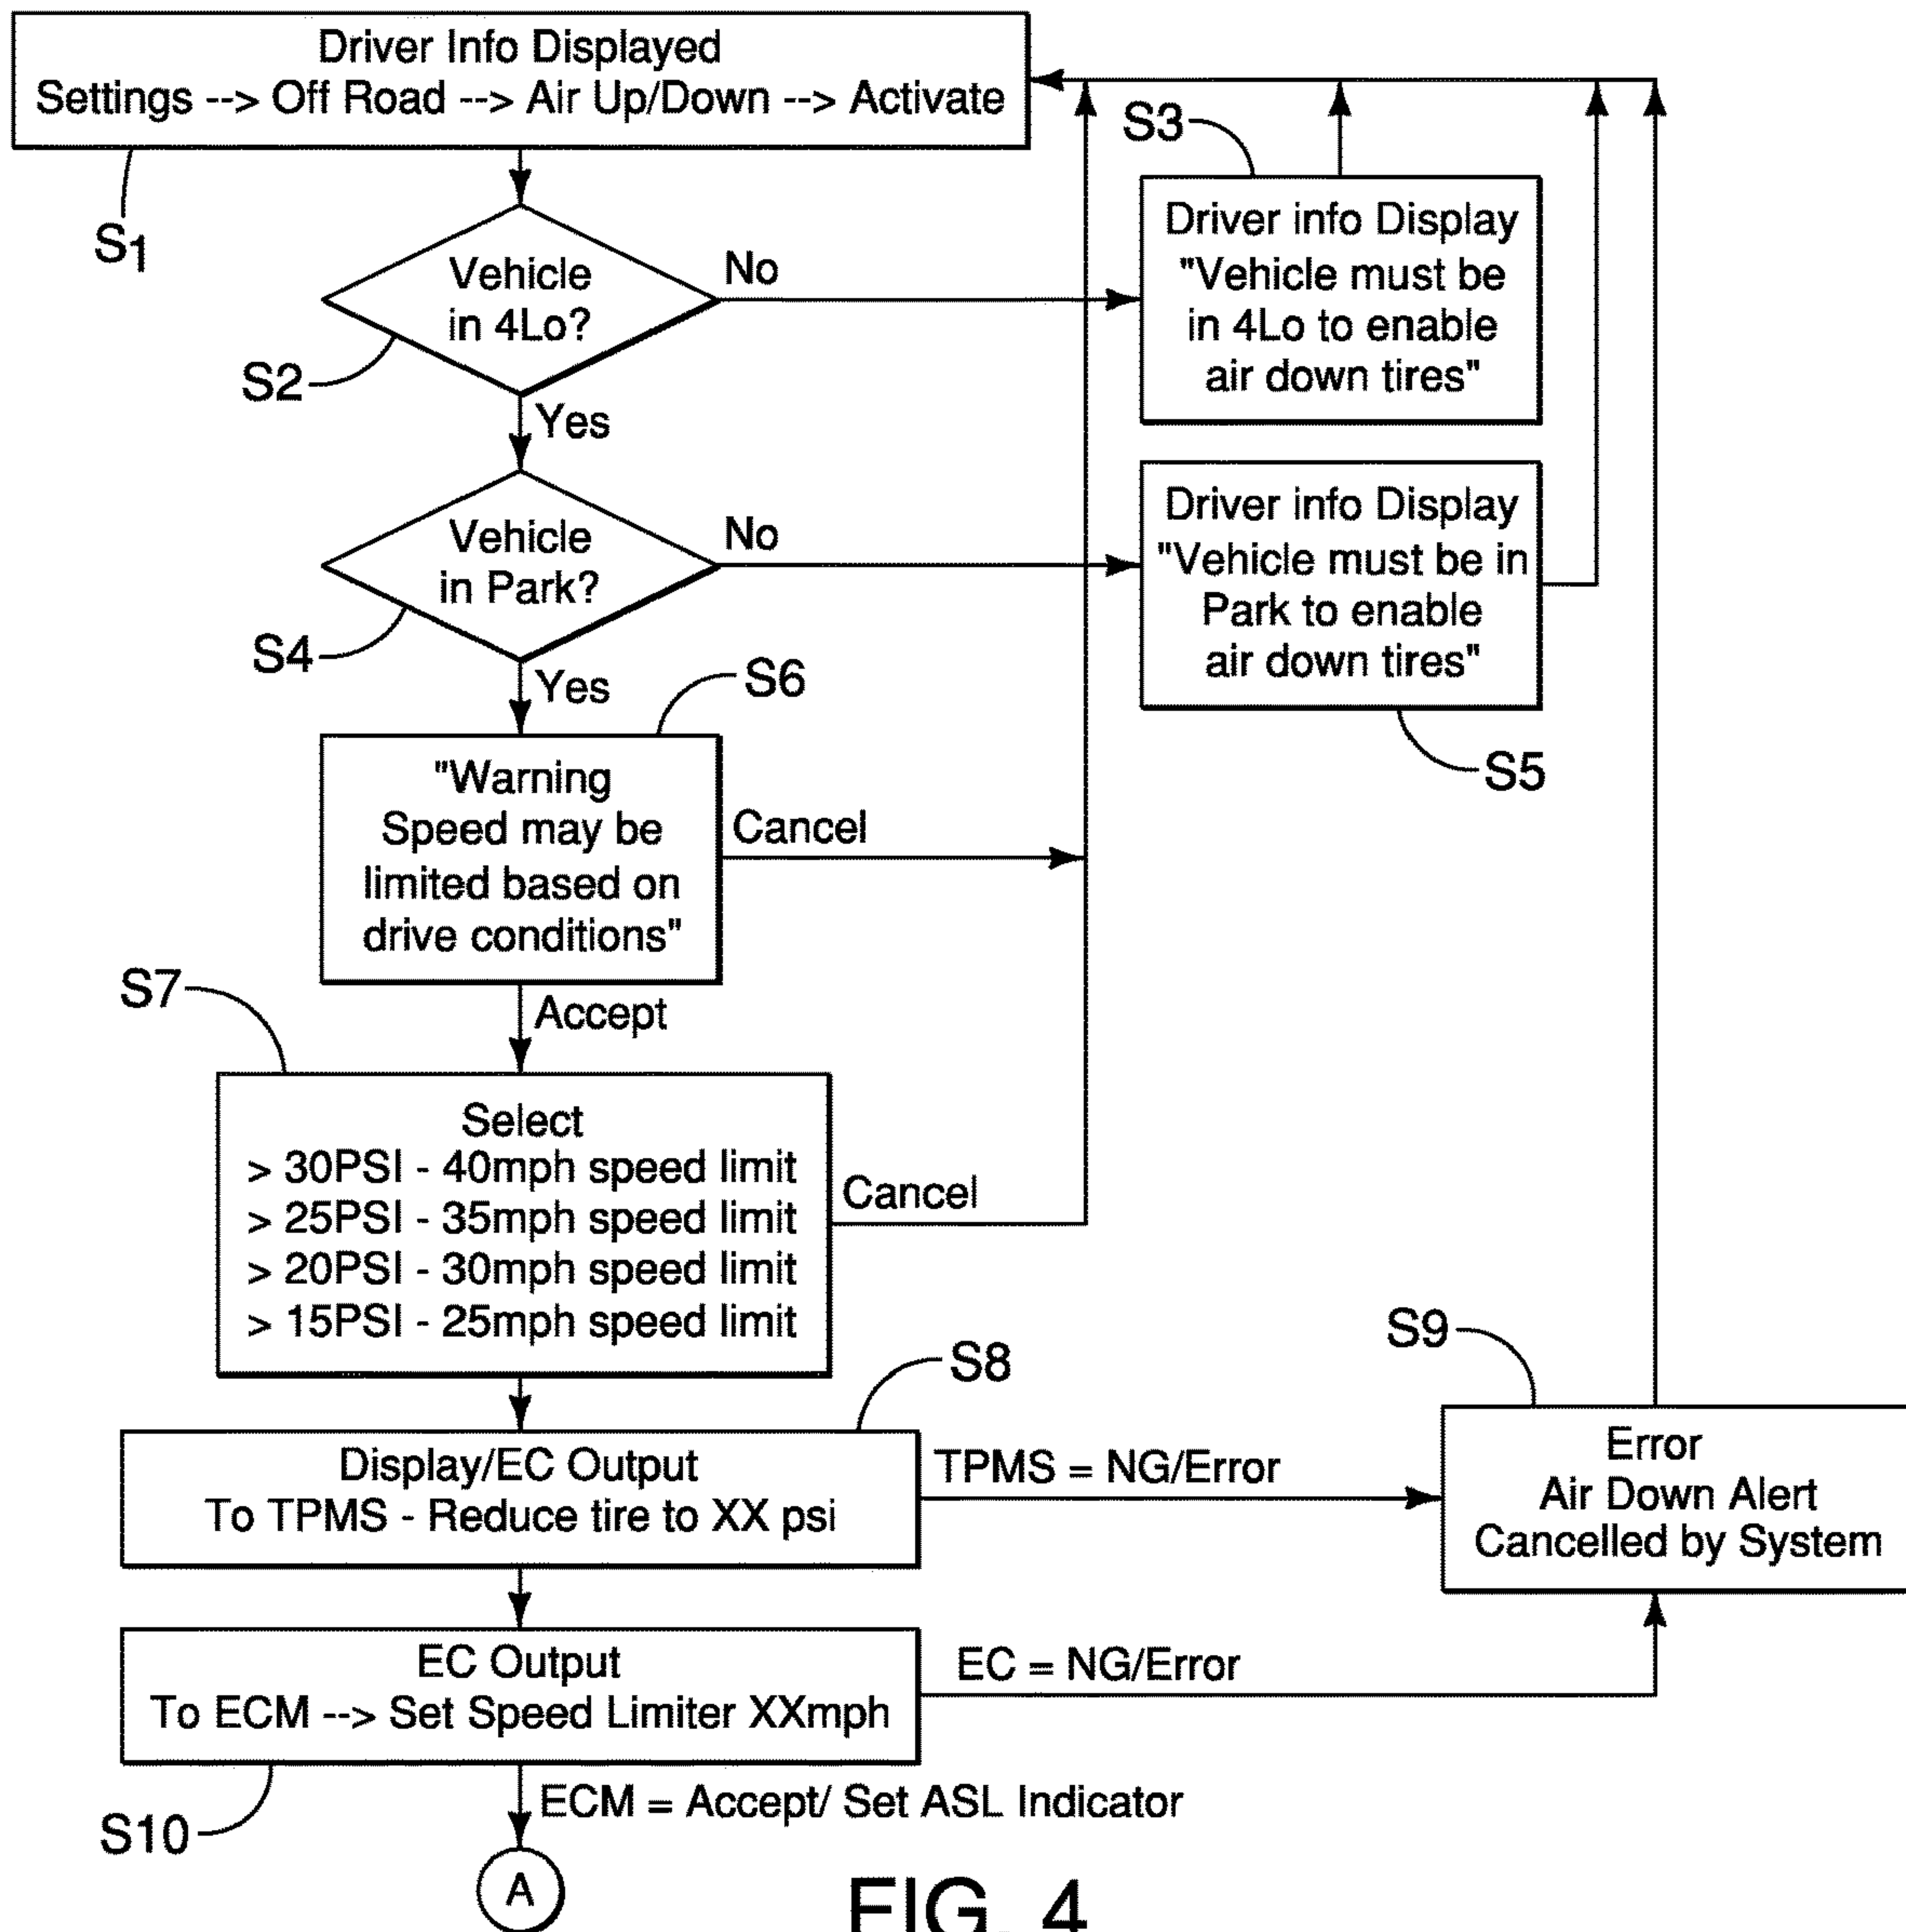 Driver Info Displayed
Settings --> Off Road --> Air Up/Down --> Activate
S1
Vehicle
in 4Lo?
S2
No
S3
Driver info Display
"Vehicle must be
in 4Lo to enable
air down tires"
Yes
Vehicle
in Park?
S4
No
Driver info Display
"Vehicle must be in
Park to enable
air down tires"
S5
Yes
S6
"Warning
Speed may be
limited based on
drive conditions"
Cancel
Accept
S7
Select
> 30PSI - 40mph speed limit
> 25PSI - 35mph speed limit
> 20PSI - 30mph speed limit
> 15PSI - 25mph speed limit
Cancel
S8
Display/EC Output
To TPMS - Reduce tire to XX psi
TPMS = NG/Error
S9
Error
Air Down Alert
Cancelled by System
EC Output
To ECM --> Set Speed Limiter XXmph
EC = NG/Error
S10
ECM = Accept/ Set ASL Indicator
A
FIG. 4